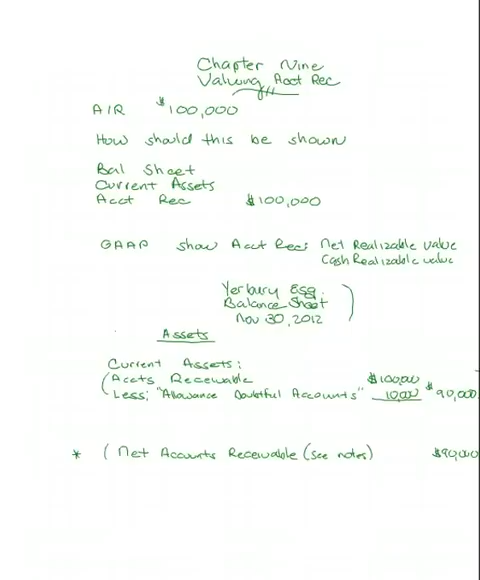 Chapter Nine
Valuing Acct Rec
A/R $100,000
How should this be shown
Bal Sheet
Current Assets
Acct Rec $100,000
GAAP show Acct Rec: Net Realizable Value
Cash Realizable value
Yerbury Esq.
Balance Sheet
Nov 30, 2012
Assets
Current Assets:
(Accts Receivable $100,000
Less: "Allowance Doubtful Accounts" 10,000 $90,000
* (Net Accounts Receivable (see notes) $90,000